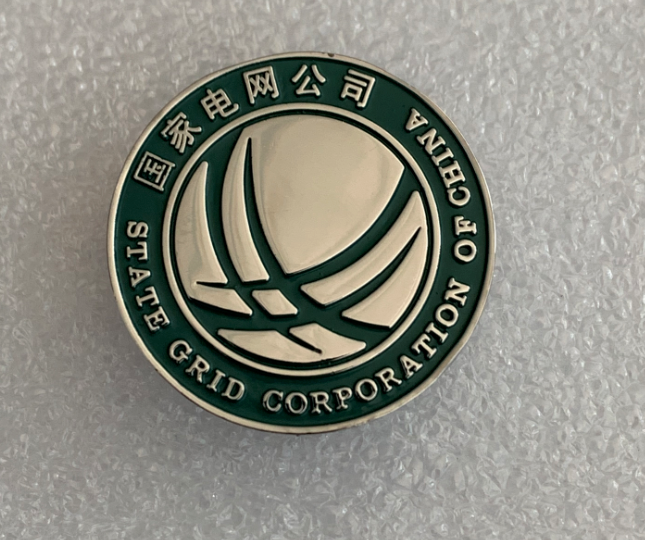 国家电网公司
STATE GRID CORPORATION OF CHINA